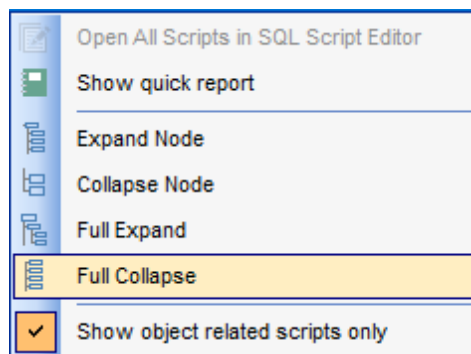 Open All Scripts in SQL Script Editor
Show quick report
Expand Node
Collapse Node
Full Expand
Full Collapse
Show object related scripts only